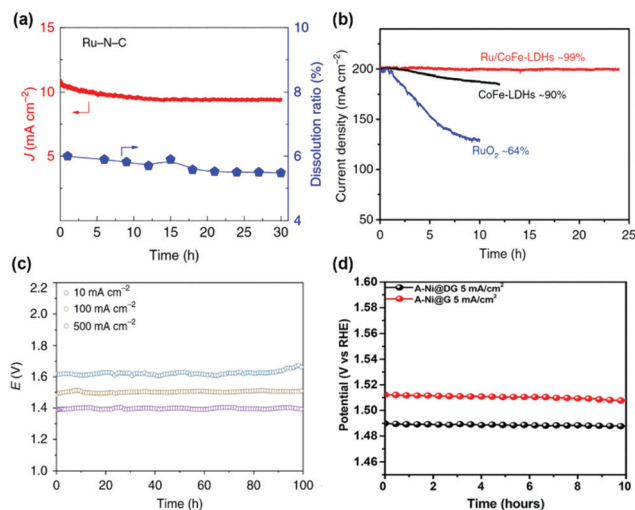 (a)
Ru–N–C
J (mA cm−2)
15
10
5
Dissolution ratio (%)
10
8
6
4
0 5 10 15 20 25 30
Time (h)
(b)
Current density (mA cm−2)
250
200
150
100
50
Ru/CoFe-LDHs ~99%
CoFe-LDHs ~90%
RuO2 ~64%
0 5 10 15 20 25
Time (h)
(c)
10 mA cm−2
100 mA cm−2
500 mA cm−2
E (V)
2.2
2.0
1.8
1.6
1.4
1.2
1.0
0 20 40 60 80 100
Time (h)
(d)
A-Ni@DG 5 mA/cm2
A-Ni@G 5 mA/cm2
Potential (V vs RHE)
1.60
1.58
1.56
1.54
1.52
1.50
1.48
1.46
0 2 4 6 8 10
Time (hours)